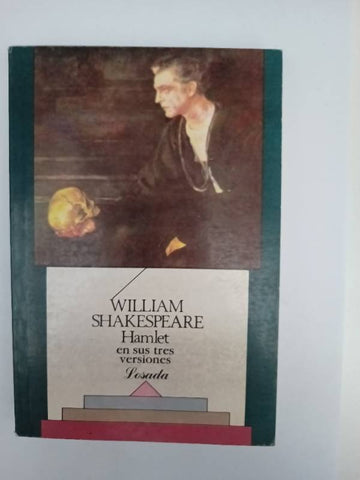 WILLIAM
SHAKESPEARE
Hamlet
en sus tres
versiones
Losada